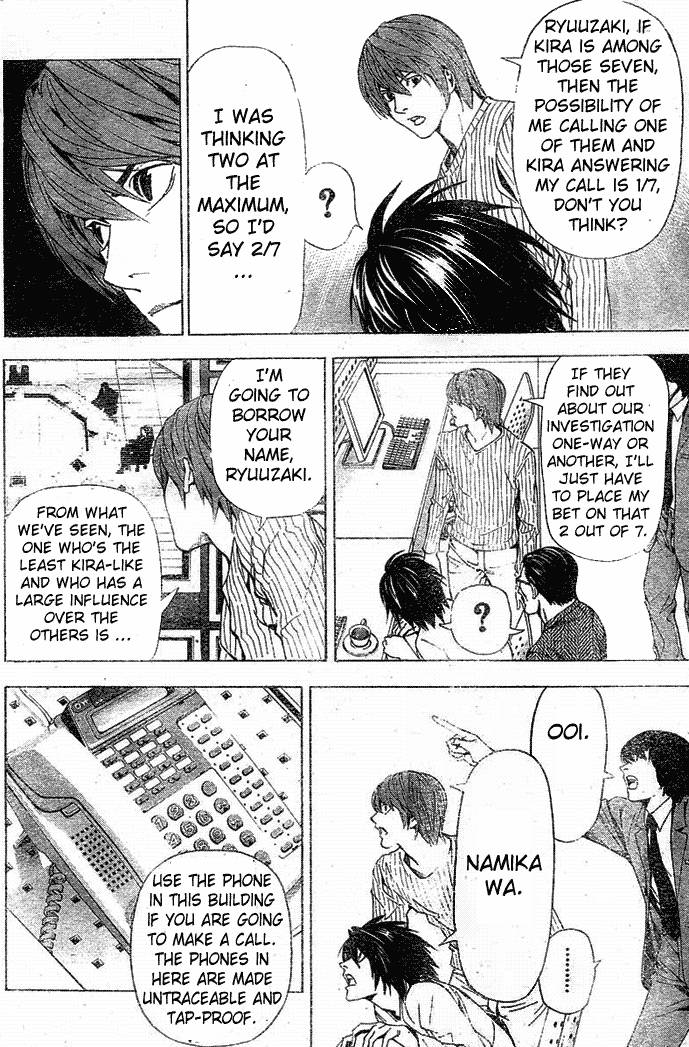 RYUUZAKI, IF
KIRA IS AMONG
THOSE SEVEN,
THEN THE
POSSIBILITY OF
ME CALLING ONE
OF THEM AND
KIRA ANSWERING
MY CALL IS 1/7,
DON'T YOU
THINK?
?
I WAS
THINKING
TWO AT
THE
MAXIMUM,
SO I'D
SAY 2/7
...
IF THEY
FIND OUT
ABOUT OUR
INVESTIGATION
ONE-WAY OR
ANOTHER, I'LL
JUST HAVE
TO PLACE MY
BET ON THAT
2 OUT OF 7.
?
I'M
GOING TO
BORROW
YOUR
NAME,
RYUUZAKI.
FROM WHAT
WE'VE SEEN, THE
ONE WHO'S THE
LEAST KIRA-LIKE
AND WHO HAS A
LARGE INFLUENCE
OVER THE
OTHERS IS ...
OOI.
NAMIKA
WA.
........
USE THE PHONE
IN THIS BUILDING
IF YOU ARE GOING
TO MAKE A CALL.
THE PHONES IN
HERE ARE MADE
UNTRACEABLE AND
TAP-PROOF.